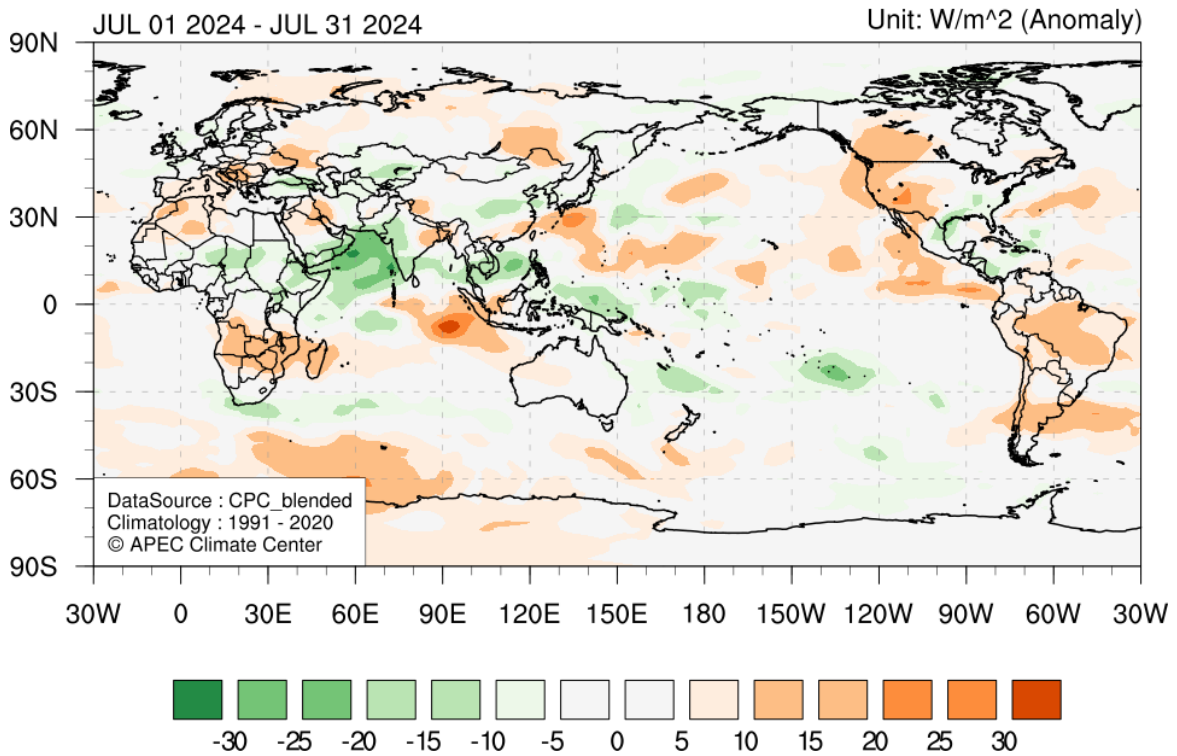 JUL 01 2024 - JUL 31 2024
Unit: W/m^2 (Anomaly)
90N
60N
30N
0
30S
60S
90S
DataSource : CPC_blended
Climatology : 1991 - 2020
© APEC Climate Center
30W 0 30E 60E 90E 120E 150E 180 150W 120W 90W 60W 30W
-30 -25 -20 -15 -10 -5 0 5 10 15 20 25 30